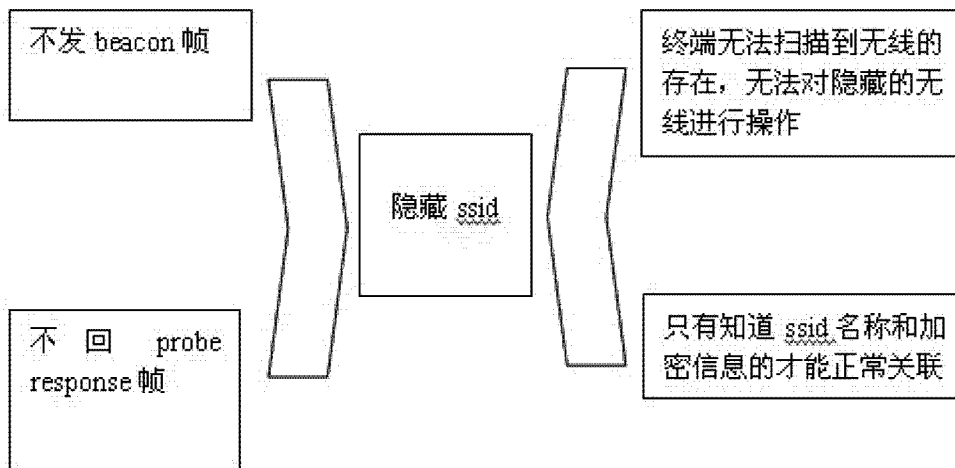 不发 beacon 帧
不 回 probe
response 帧
隐藏 ssid
终端无法扫描到无线的
存在，无法对隐藏的无
线进行操作
只有知道 ssid 名称和加
密信息的才能正常关联